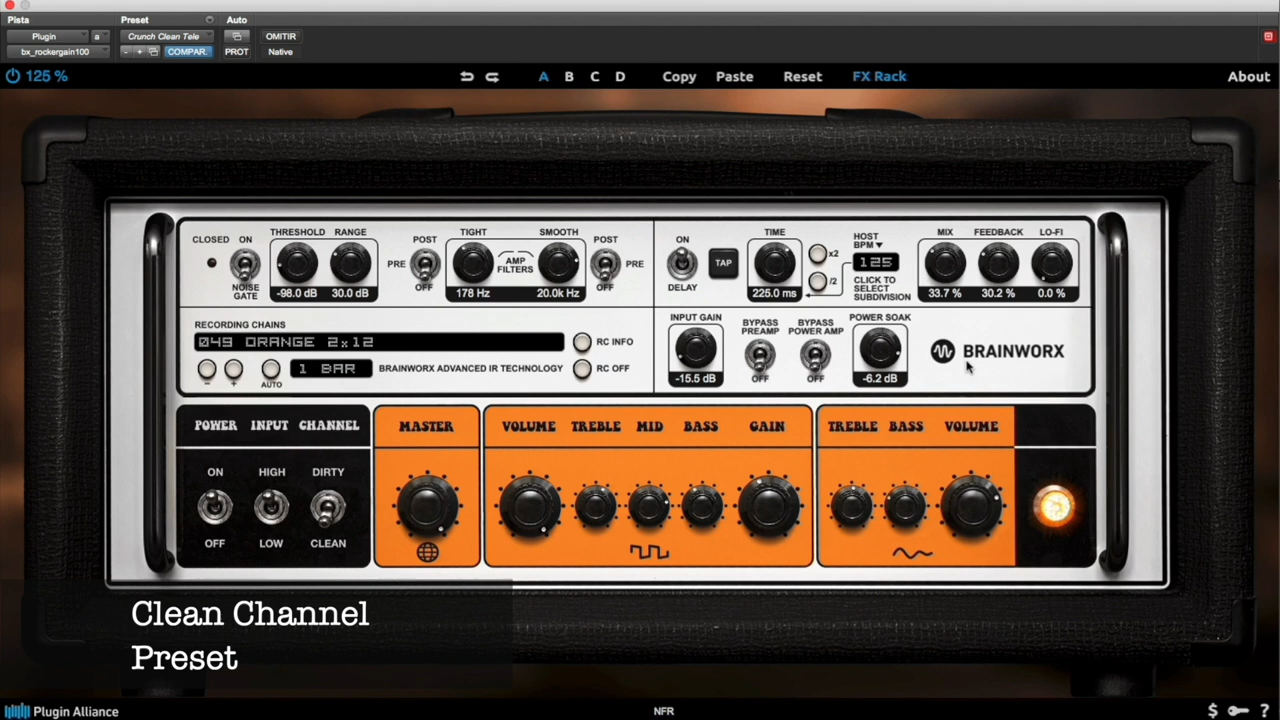 Pista
Preset
Auto
Plugin
a
Crunch Clean Tele
OMITIR
bx_rockergain100
-
+
COMPAR.
PROT
Native
125 %
A B C D
Copy
Paste
Reset
FX Rack
About
CLOSED
ON
NOISE
GATE
THRESHOLD
RANGE
-98.0 dB
30.0 dB
POST
PRE
OFF
TIGHT
SMOOTH
AMP
FILTERS
178 Hz
20.0k Hz
POST
PRE
OFF
ON
DELAY
TAP
TIME
225.0 ms
x2
/2
HOST
BPM▼
125
CLICK TO
SELECT
SUBDIVISION
MIX
FEEDBACK
LO-FI
33.7 %
30.2 %
0.0 %
RECORDING CHAINS
049 ORANGE 2x12
RC INFO
-
+
AUTO
1 BAR
BRAINWORX ADVANCED IR TECHNOLOGY
RC OFF
INPUT GAIN
-15.5 dB
BYPASS
PREAMP
OFF
BYPASS
POWER AMP
OFF
POWER SOAK
-6.2 dB
BRAINWORX
POWER INPUT CHANNEL
ON HIGH DIRTY
OFF LOW CLEAN
MASTER
VOLUME TREBLE MID BASS GAIN
TREBLE BASS VOLUME
Clean Channel
Preset
Plugin Alliance
NFR
$
?